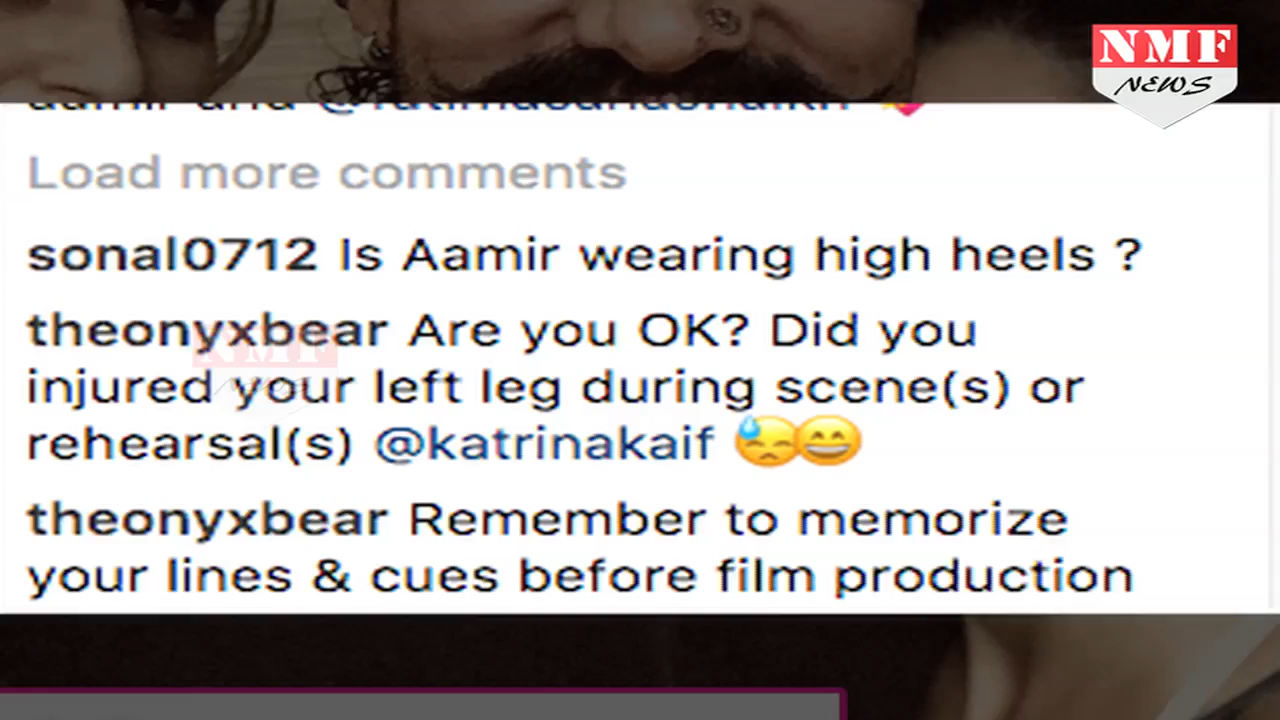 NMF
NEWS
Load more comments
sonal0712 Is Aamir wearing high heels ?
theonyxbear Are you OK? Did you
injured your left leg during scene(s) or
rehearsal(s) @katrinakaif 😓😄
theonyxbear Remember to memorize
your lines & cues before film production
NMF